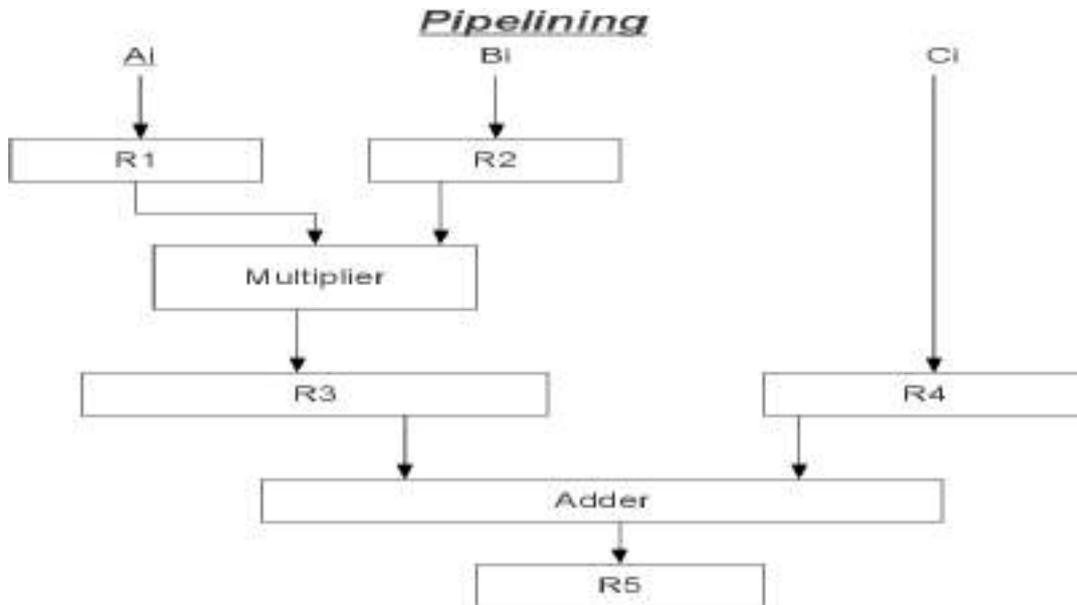 Pipelining
Ai Bi Ci
R1 R2
Multiplier
R3 R4
Adder
R5